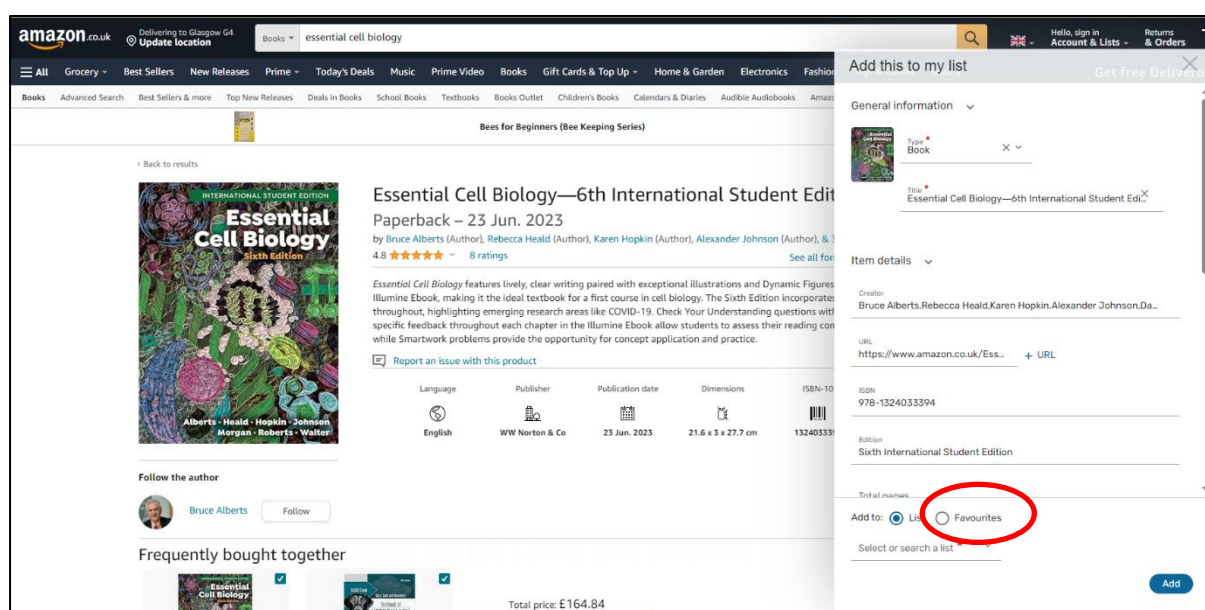 amazon.co.uk
Delivering to Glasgow G4
Update location
Books
essential cell biology
Hello, sign in
Account & Lists
Returns
& Orders
All Grocery Best Sellers New Releases Prime Today's Deals Music Prime Video Books Gift Cards & Top Up Home & Garden Electronics Fashion
Books Advanced Search Best Sellers & more Top New Releases Deals in Books School Books Textbooks Books Outlet Children's Books Calendars & Diaries Audible Audiobooks
Bees for Beginners (Bee Keeping Series)
‹ Back to results
INTERNATIONAL STUDENT EDITION
Essential
Cell Biology
Sixth Edition
Alberts • Heald • Hopkin • Johnson
Morgan • Roberts • Walter
Essential Cell Biology—6th International Student Edit
Paperback – 23 Jun. 2023
by Bruce Alberts (Author), Rebecca Heald (Author), Karen Hopkin (Author), Alexander Johnson (Author), & 3
4.8 8 ratings
See all for
Essential Cell Biology features lively, clear writing paired with exceptional illustrations and Dynamic Figures
Illumine Ebook, making it the ideal textbook for a first course in cell biology. The Sixth Edition incorporates
throughout, highlighting emerging research areas like COVID-19. Check Your Understanding questions with
specific feedback throughout each chapter in the Illumine Ebook allow students to assess their reading com
while Smartwork problems provide the opportunity for concept application and practice.
Report an issue with this product
Language Publisher Publication date Dimensions ISBN-10
English WW Norton & Co 23 Jun. 2023 21.6 x 3 x 27.7 cm 132403339
Follow the author
Bruce Alberts
Follow
Frequently bought together
Essential
Cell Biology
Total price: £164.84
Add this to my list
Get free Delivero
General information
Type *
Book
Title *
Essential Cell Biology—6th International Student Edi...
Item details
Creator
Bruce Alberts,Rebecca Heald,Karen Hopkin,Alexander Johnson,Da...
URL
https://www.amazon.co.uk/Ess... + URL
ISBN
978-1324033394
Edition
Sixth International Student Edition
Total pages
Add to: Lis Favourites
Select or search a list *
Add